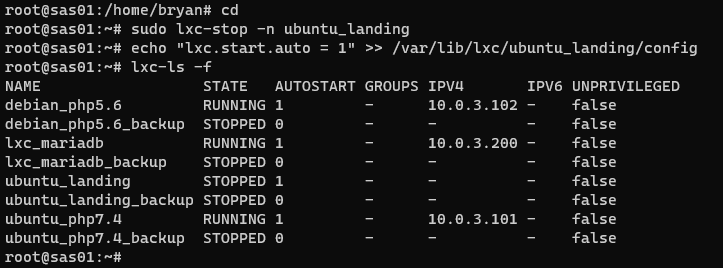 root@sas01:/home/bryan# cd
root@sas01:~# sudo lxc-stop -n ubuntu_landing
root@sas01:~# echo "lxc.start.auto = 1" >> /var/lib/lxc/ubuntu_landing/config
root@sas01:~# lxc-ls -f
NAME                  STATE   AUTOSTART GROUPS IPV4       IPV6 UNPRIVILEGED
debian_php5.6         RUNNING 1         -      10.0.3.102 -    false
debian_php5.6_backup  STOPPED 0         -      -          -    false
lxc_mariadb           RUNNING 1         -      10.0.3.200 -    false
lxc_mariadb_backup    STOPPED 0         -      -          -    false
ubuntu_landing        STOPPED 1         -      -          -    false
ubuntu_landing_backup STOPPED 0         -      -          -    false
ubuntu_php7.4         RUNNING 1         -      10.0.3.101 -    false
ubuntu_php7.4_backup  STOPPED 0         -      -          -    false
root@sas01:~#